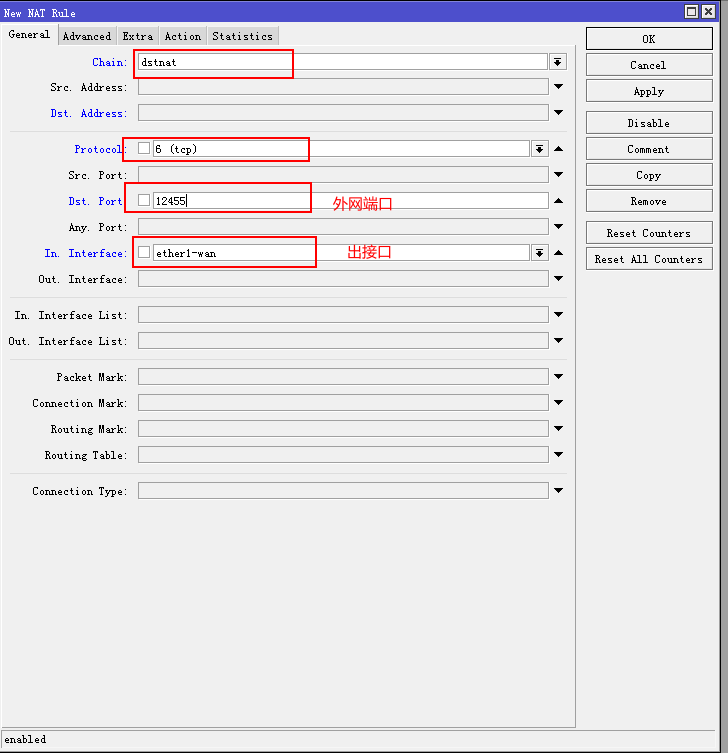 New NAT Rule
General Advanced Extra Action Statistics
Chain: dstnat
Src. Address:
Dst. Address:
Protocol: 6 (tcp)
Src. Port:
Dst. Port: 12455 外网端口
Any. Port:
In. Interface: ether1-wan 出接口
Out. Interface:
In. Interface List:
Out. Interface List:
Packet Mark:
Connection Mark:
Routing Mark:
Routing Table:
Connection Type:
OK
Cancel
Apply
Disable
Comment
Copy
Remove
Reset Counters
Reset All Counters
enabled